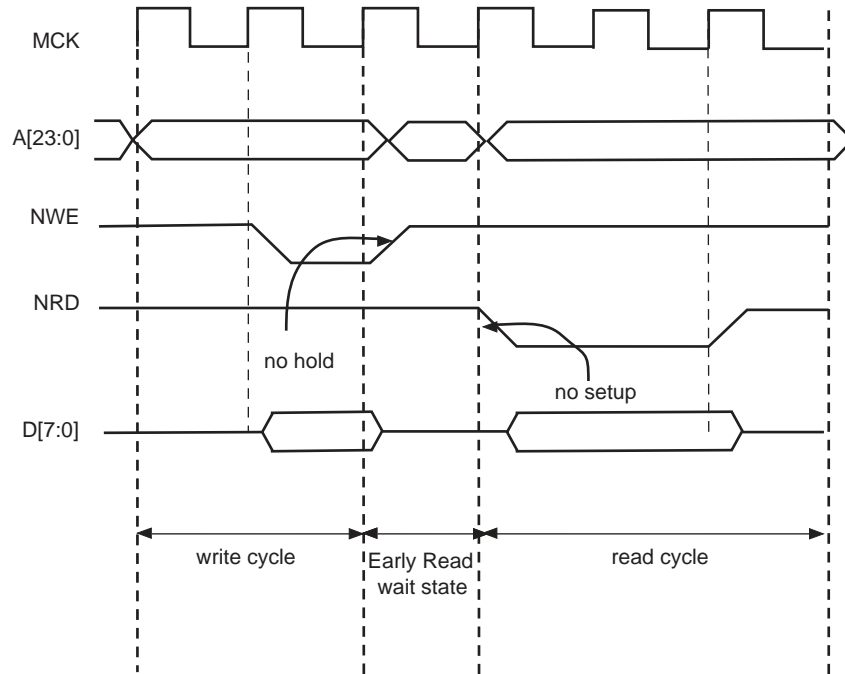 MCK
A[23:0]
NWE
NRD
no hold
no setup
D[7:0]
write cycle
Early Read
wait state
read cycle